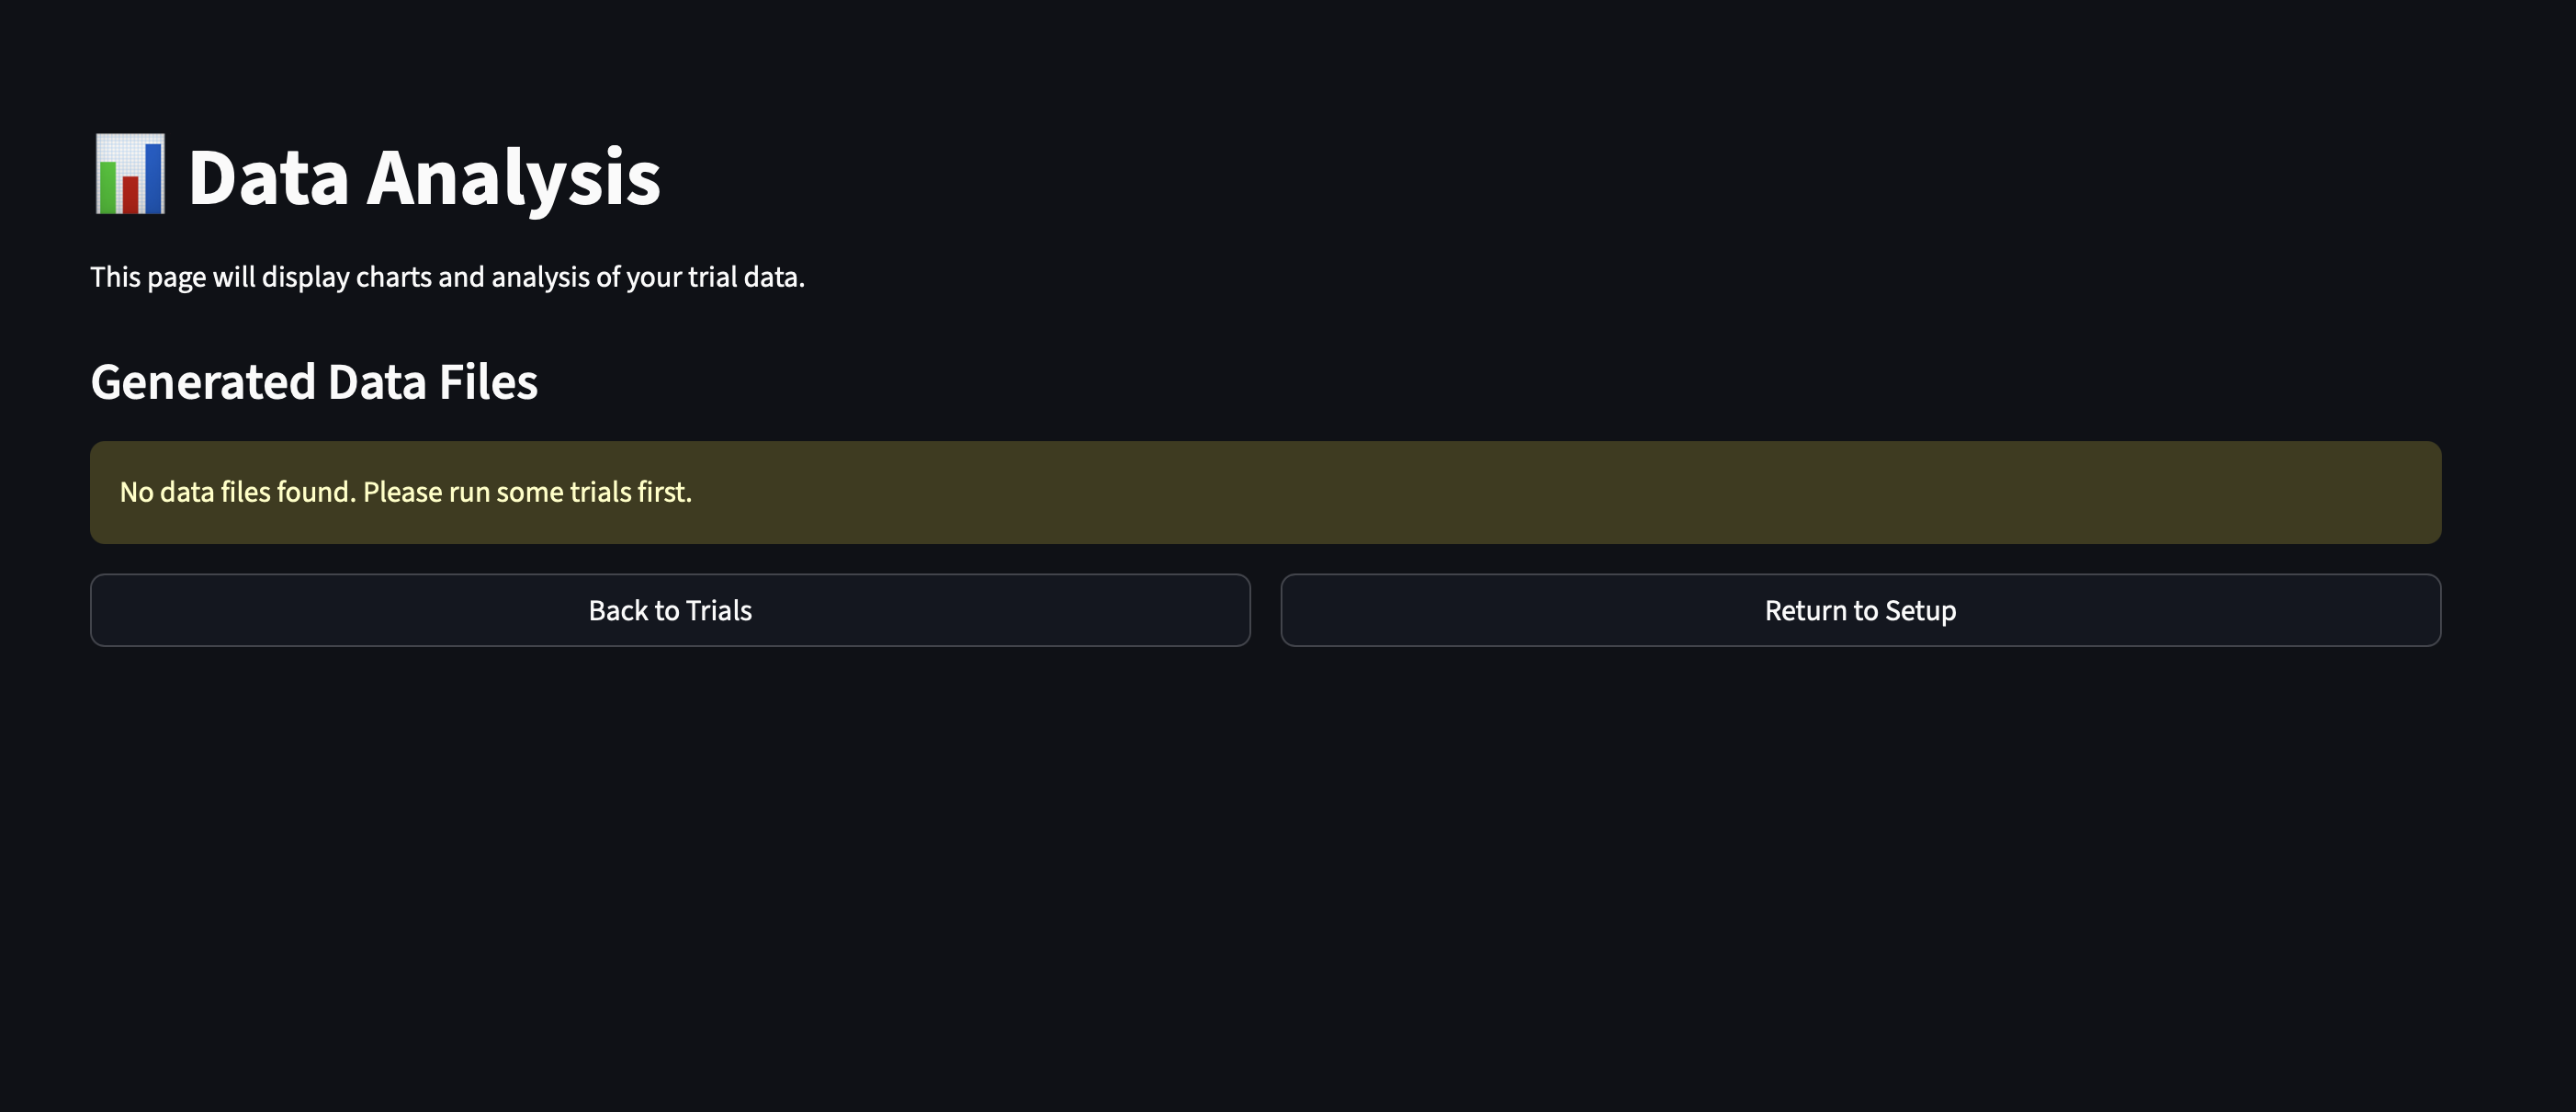 Data Analysis
This page will display charts and analysis of your trial data.
Generated Data Files
No data files found. Please run some trials first.
Back to Trials
Return to Setup